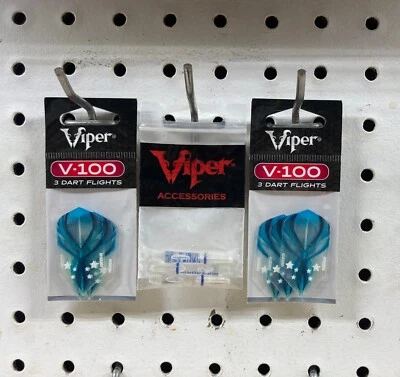 Viper®
V-100
3 DART FLIGHTS
Viper®
ACCESSORIES
Viper®
V-100
3 DART FLIGHTS